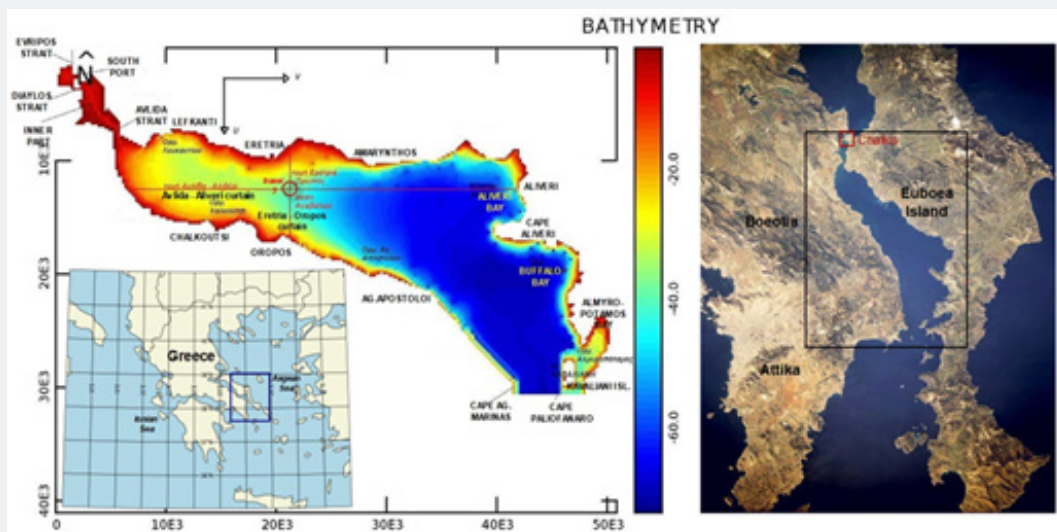 BATHYMETRY
EVRIPOS
STRAIT
N
SOUTH
PORT
DIAYLOS.
STRAIT
INNER
PART
AVLIDA
STRAIT
LEFKANTI
v
u
ERETRIA
AMARYNTHOS
Avlida - Aliveri curtain
Eretria - Oropos
curtain
CHALKOUTSI
OROPOS
AG.APOSTOLOI
ALIVERI
ALIVERI
BAY
CAPE
ALIVERI
BUFFALO
BAY
ALMYRO-
POTAMOS
KAVALIANI ISL.
CAPE AG.
MARINAS
CAPE
PALIOFANARO
10E3
20E3
30E3
40E3
0
10E3
20E3
30E3
40E3
50E3
-20.0
-40.0
-60.0
Greece
Aegean
Sea
Ionian
Sea
Chalkis
Boeotia
Euboea
Island
Attika